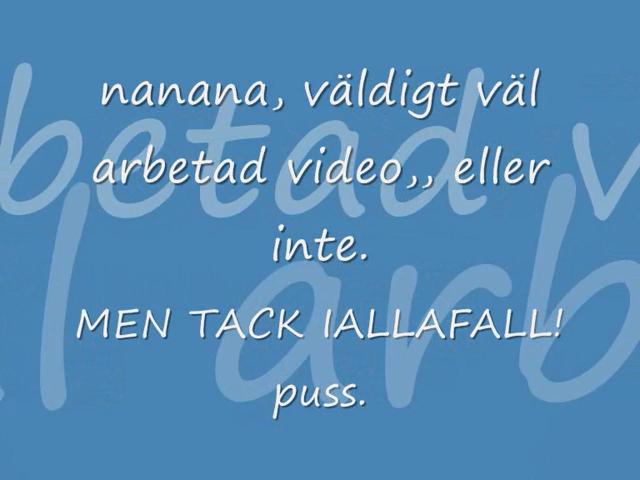 nanana, väldigt väl
arbetad video,, eller
inte.
MEN TACK IALLAFALL!
puss.